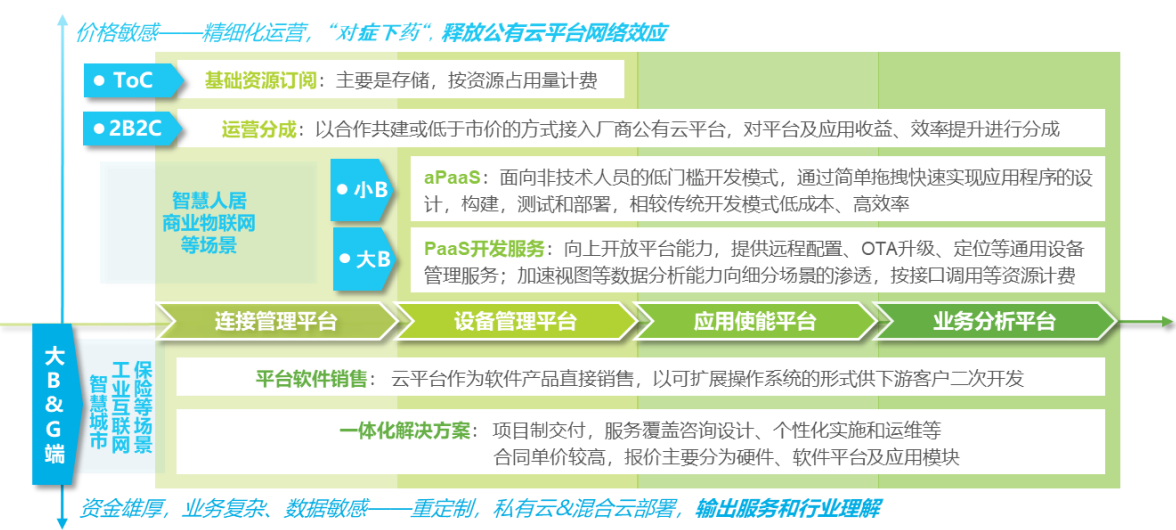 价格敏感——精细化运营，“对症下药“，释放公有云平台网络效应
● ToC
基础资源订阅：主要是存储，按资源占用量计费
● 2B2C
运营分成：以合作共建或低于市价的方式接入厂商公有云平台，对平台及应用收益、效率提升进行分成
智慧人居
商业物联网
等场景
● 小B
aPaaS：面向非技术人员的低门槛开发模式，通过简单拖拽快速实现应用程序的设
计，构建，测试和部署，相较传统开发模式低成本、高效率
● 大B
PaaS开发服务：向上开放平台能力，提供远程配置、OTA升级、定位等通用设备
管理服务；加速视图等数据分析能力向细分场景的渗透，按接口调用等资源计费
连接管理平台
设备管理平台
应用使能平台
业务分析平台
大B&G端
保险等场景
工业互联网
智慧城市
平台软件销售： 云平台作为软件产品直接销售，以可扩展操作系统的形式供下游客户二次开发
一体化解决方案： 项目制交付，服务覆盖咨询设计、个性化实施和运维等
合同单价较高，报价主要分为硬件、软件平台及应用模块
资金雄厚，业务复杂、数据敏感——重定制，私有云&混合云部署，输出服务和行业理解